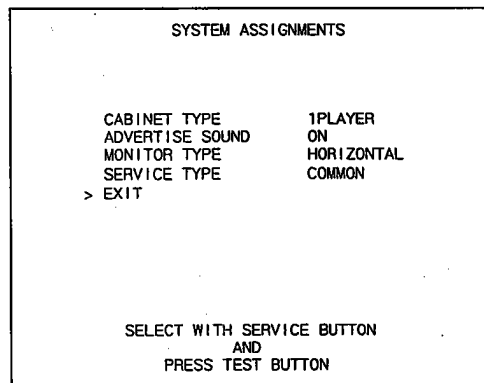 SYSTEM ASSIGNMENTS
CABINET TYPE 1PLAYER
ADVERTISE SOUND ON
MONITOR TYPE HORIZONTAL
SERVICE TYPE COMMON
> EXIT
SELECT WITH SERVICE BUTTON
AND
PRESS TEST BUTTON